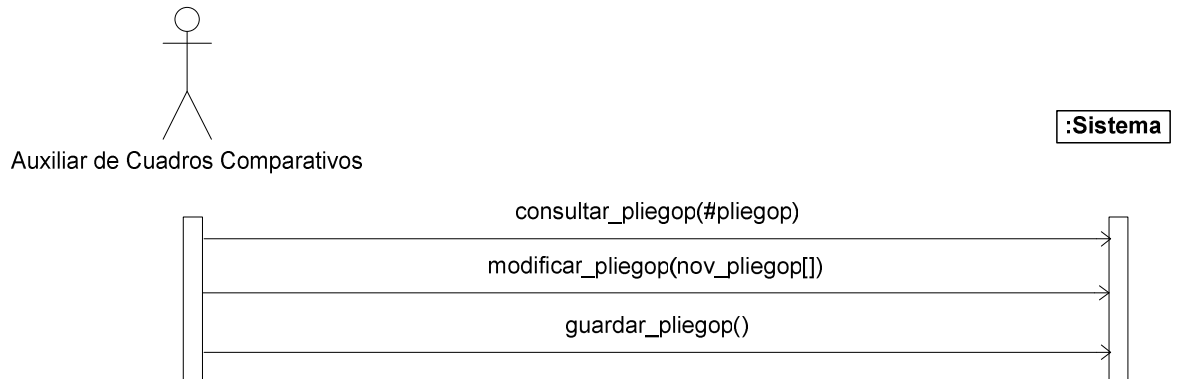 :Sistema
Auxiliar de Cuadros Comparativos
consultar_pliegop(#pliegop)
modificar_pliegop(nov_pliegop[])
guardar_pliegop()